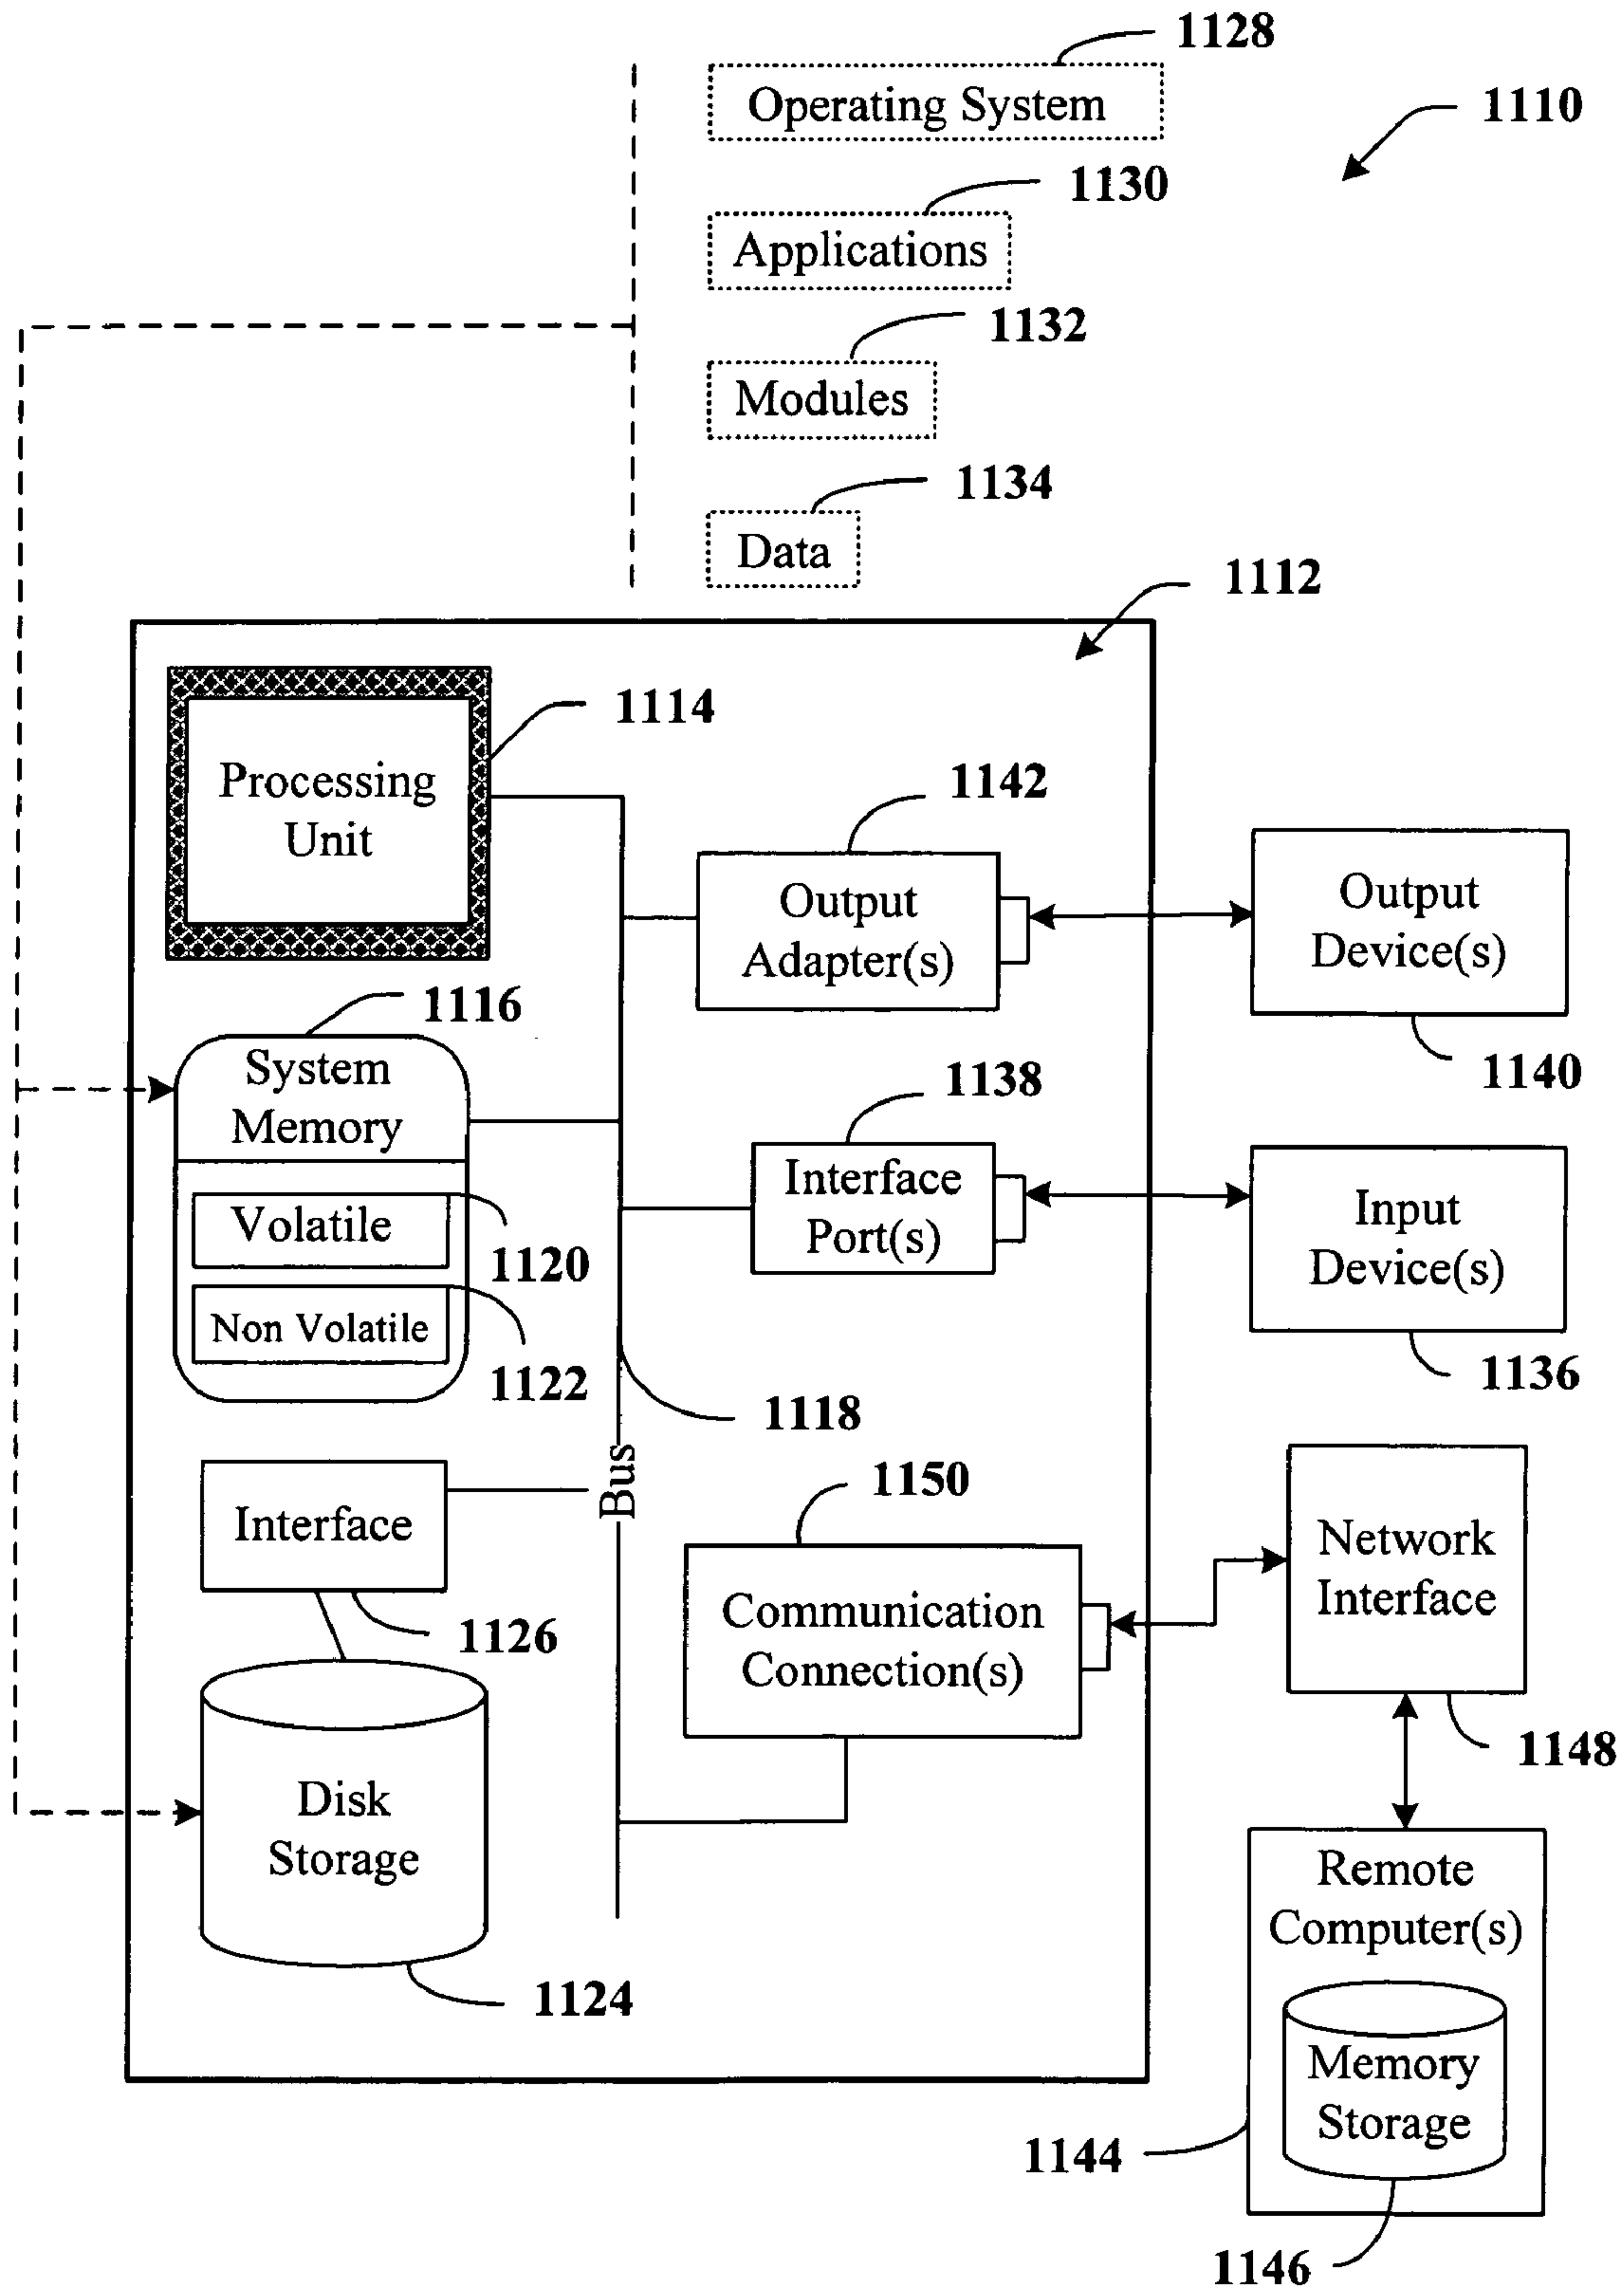 1128
Operating System
1110
1130
Applications
1132
Modules
1134
Data
1112
1114
Processing
Unit
1142
Output
Adapter(s)
Output
Device(s)
1140
1116
System
Memory
1138
Interface
Port(s)
Input
Device(s)
1136
Volatile
1120
Non Volatile
1122
1118
Bus
Interface
1126
1150
Communication
Connection(s)
Network
Interface
1148
Disk
Storage
1124
Remote
Computer(s)
Memory
Storage
1144
1146